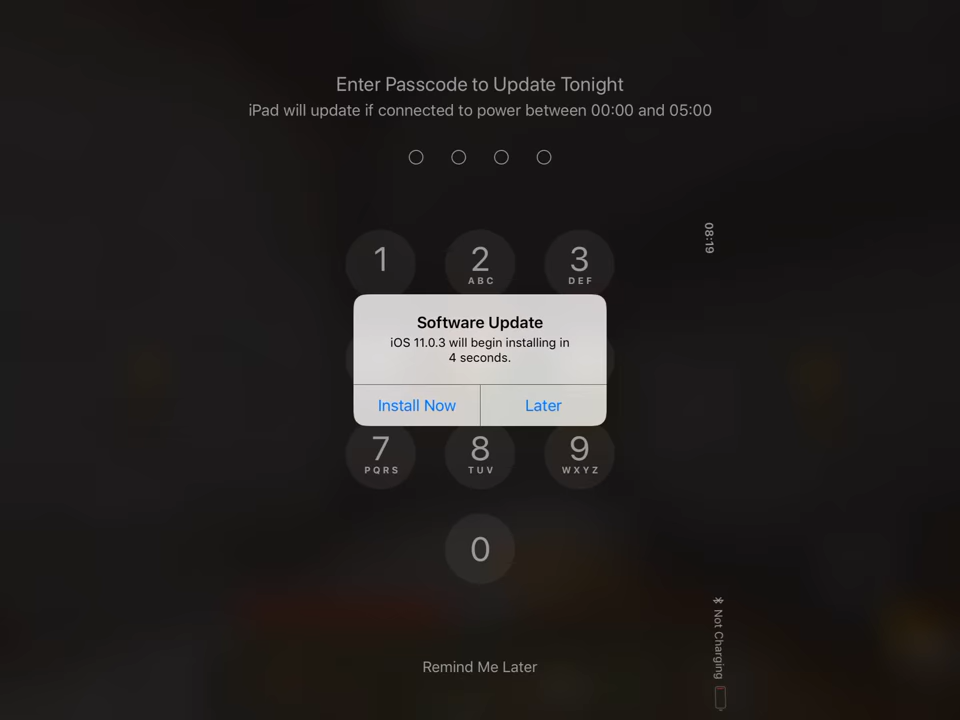 Enter Passcode to Update Tonight
iPad will update if connected to power between 00:00 and 05:00
08:19
1
2
ABC
3
DEF
Software Update
iOS 11.0.3 will begin installing in
4 seconds.
Install Now
Later
7
PQRS
8
TUV
9
WXYZ
0
Not Charging
Remind Me Later